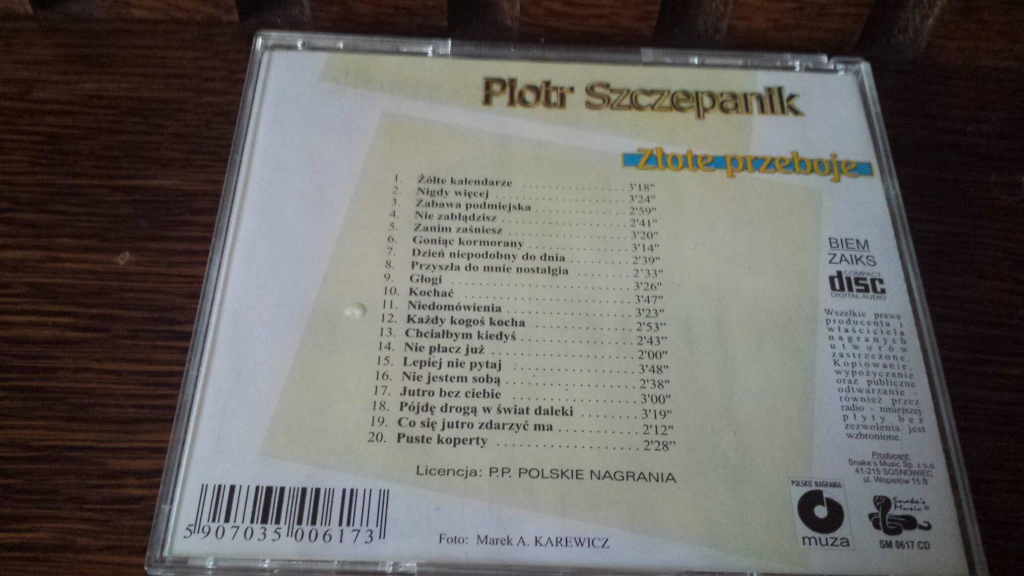 Piotr Szczepanik
Złote przeboje
1. Żółte kalendarze .......... 3'18"
2. Nigdy więcej .......... 3'24"
3. Zabawa podmiejska .......... 2'59"
4. Nie zabłądzisz .......... 2'41"
5. Zanim zaśniesz .......... 3'20"
6. Goniąc kormorany .......... 3'14"
7. Dzień niepodobny do dnia .......... 2'39"
8. Przyszła do mnie nostalgia .......... 2'33"
9. Głogi .......... 3'26"
10. Kochać .......... 3'47"
11. Niedomówienia .......... 3'23"
12. Każdy kogoś kocha .......... 2'53"
13. Chciałbym kiedyś .......... 2'43"
14. Nie płacz już .......... 2'00"
15. Lepiej nie pytaj .......... 3'48"
16. Nie jestem sobą .......... 2'38"
17. Jutro bez ciebie .......... 3'00"
18. Pójdę drogą w świat daleki .......... 3'19"
19. Co się jutro zdarzyć ma .......... 2'12"
20. Puste koperty .......... 2'28"
Licencja: P.P. POLSKIE NAGRANIA
5 907035 006173
Foto: Marek A. KAREWICZ
BIEM
ZAIKS
COMPACT
disc
DIGITAL AUDIO
Wszelkie prawa
producenta i
właściciela
nagranych
utworów
zastrzeżone.
Kopiowanie,
wypożyczanie
oraz publiczne
odtwarzanie -
również przez
radio - niniejszej
płyty bez
zezwolenia jest
wzbronione.
Producent:
Snake's Music Sp. z o.o.
41-215 SOSNOWIEC
ul. Wopistów 15 B
POLSKIE NAGRANIA
muza
Snake's
Music ®
SM 0617 CD